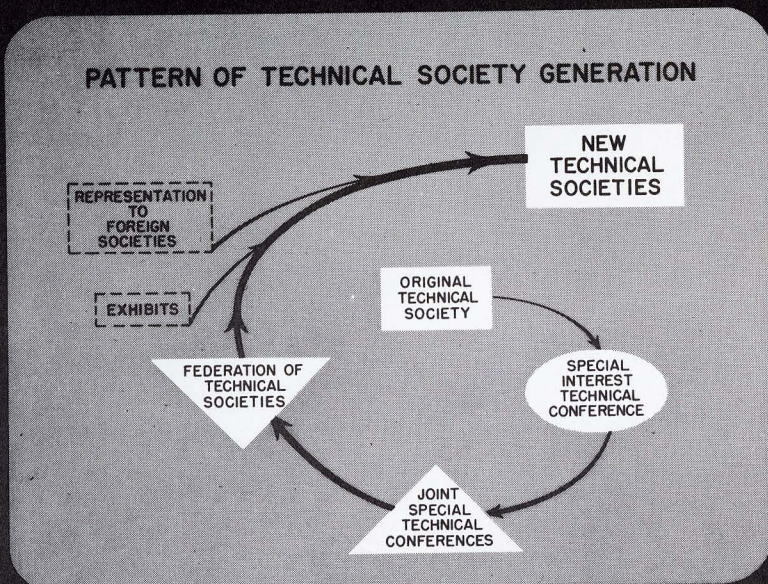 PATTERN OF TECHNICAL SOCIETY GENERATION
NEW
TECHNICAL
SOCIETIES
REPRESENTATION
TO
FOREIGN
SOCIETIES
EXHIBITS
ORIGINAL
TECHNICAL
SOCIETY
FEDERATION OF
TECHNICAL
SOCIETIES
SPECIAL
INTEREST
TECHNICAL
CONFERENCE
JOINT
SPECIAL
TECHNICAL
CONFERENCES